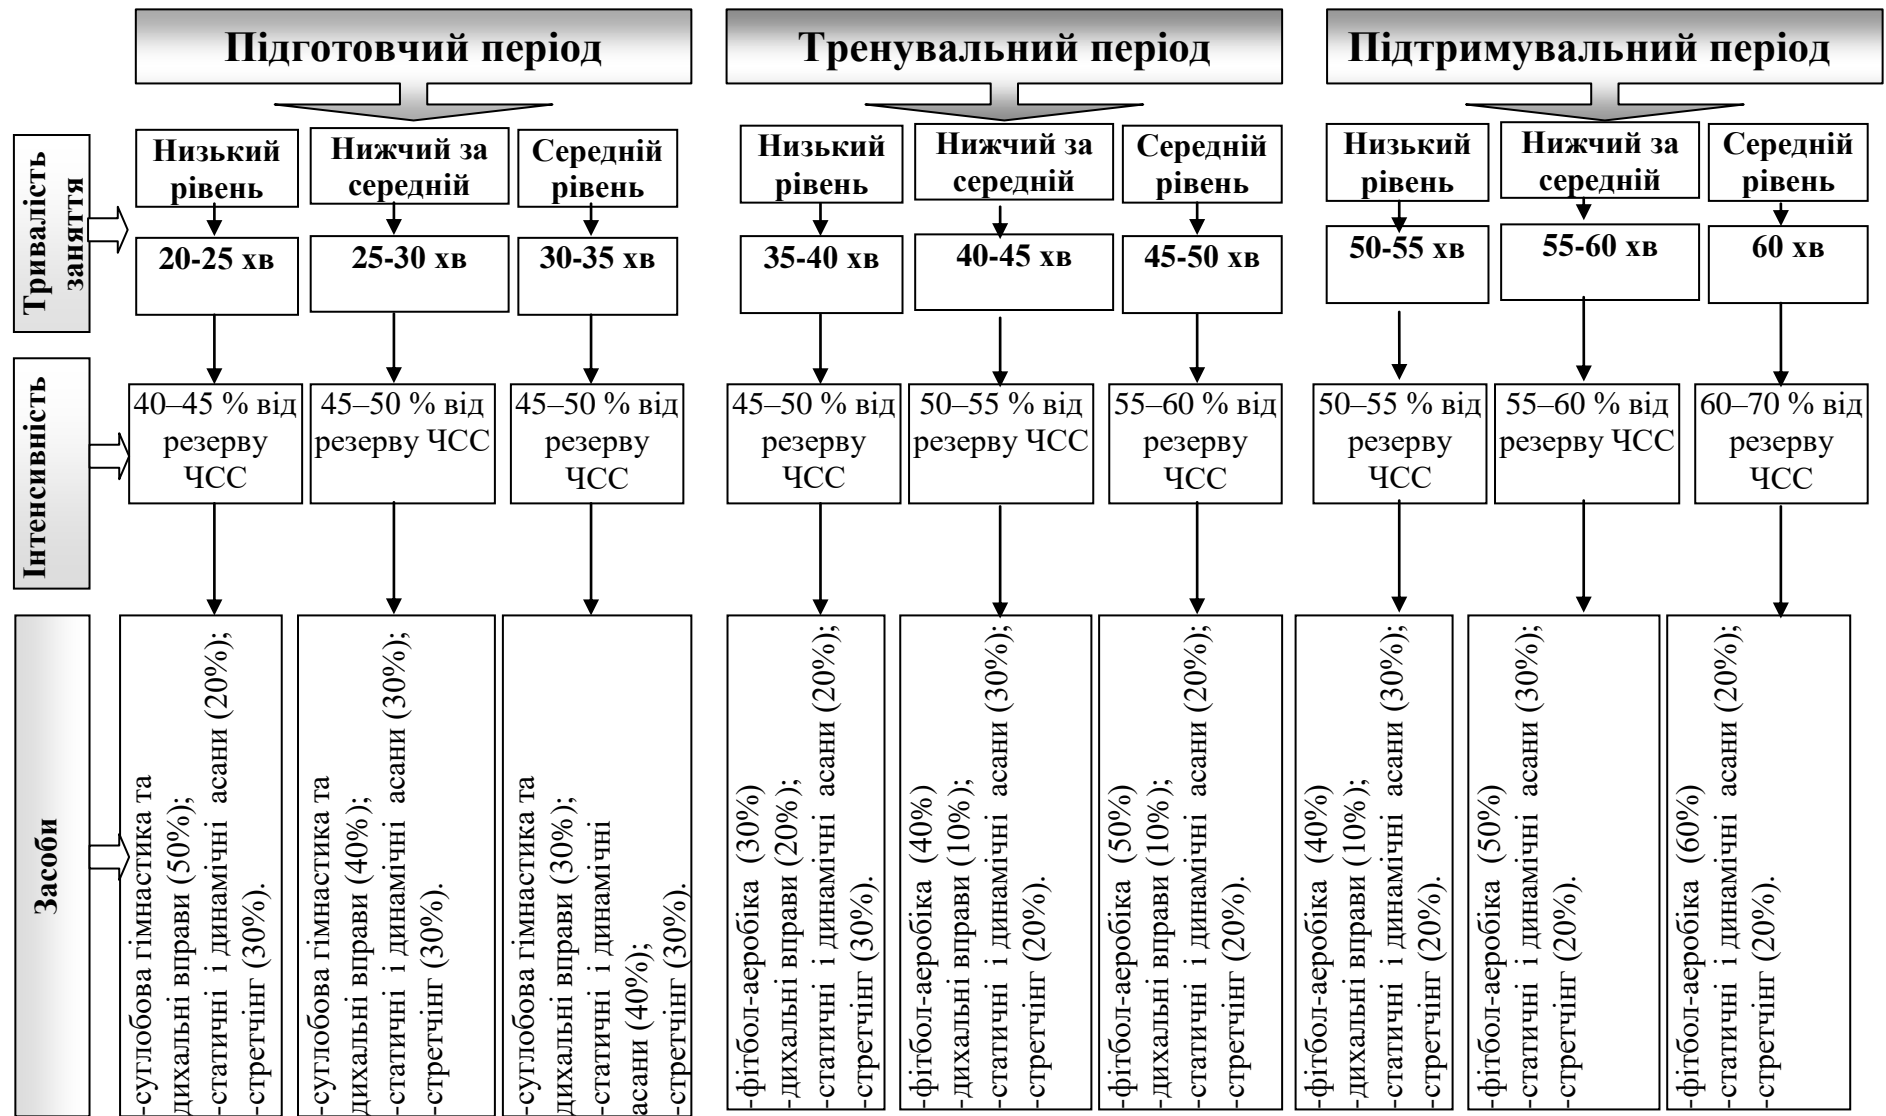 Підготовчий період
Тренувальний період
Підтримувальний період
Тривалість
заняття
Низький
рівень
Нижчий за
середній
Середній
рівень
Низький
рівень
Нижчий за
середній
Середній
рівень
Низький
рівень
Нижчий за
середній
Середній
рівень
20-25 хв
25-30 хв
30-35 хв
35-40 хв
40-45 хв
45-50 хв
50-55 хв
55-60 хв
60 хв
Інтенсивність
40–45 % від
резерву
ЧСС
45–50 % від
резерву ЧСС
45–50 % від
резерву
ЧСС
45–50 % від
резерву
ЧСС
50–55 % від
резерву ЧСС
55–60 % від
резерву
ЧСС
50–55 % від
резерву
ЧСС
55–60 % від
резерву ЧСС
60–70 % від
резерву
ЧСС
Засоби
-суглобова гімнастика та
дихальні вправи (50%);
-статичні і динамічні асани (20%);
-стретчінг (30%).
-суглобова гімнастика та
дихальні вправи (40%);
-статичні і динамічні асани (30%);
-стретчінг (30%).
-суглобова гімнастика та
дихальні вправи (30%);
-статичні і динамічні
асани (40%);
-стретчінг (30%).
-фітбол-аеробіка (30%)
-дихальні вправи (20%);
-статичні і динамічні асани (20%);
-стретчінг (30%).
-фітбол-аеробіка (40%)
-дихальні вправи (10%);
-статичні і динамічні асани (30%);
-стретчінг (20%).
-фітбол-аеробіка (50%)
-дихальні вправи (10%);
-статичні і динамічні асани (20%);
-стретчінг (20%).
-фітбол-аеробіка (40%)
-дихальні вправи (10%);
-статичні і динамічні асани (30%);
-стретчінг (20%).
-фітбол-аеробіка (50%)
-статичні і динамічні асани (30%);
-стретчінг (20%).
-фітбол-аеробіка (60%)
-статичні і динамічні асани (20%);
-стретчінг (20%).